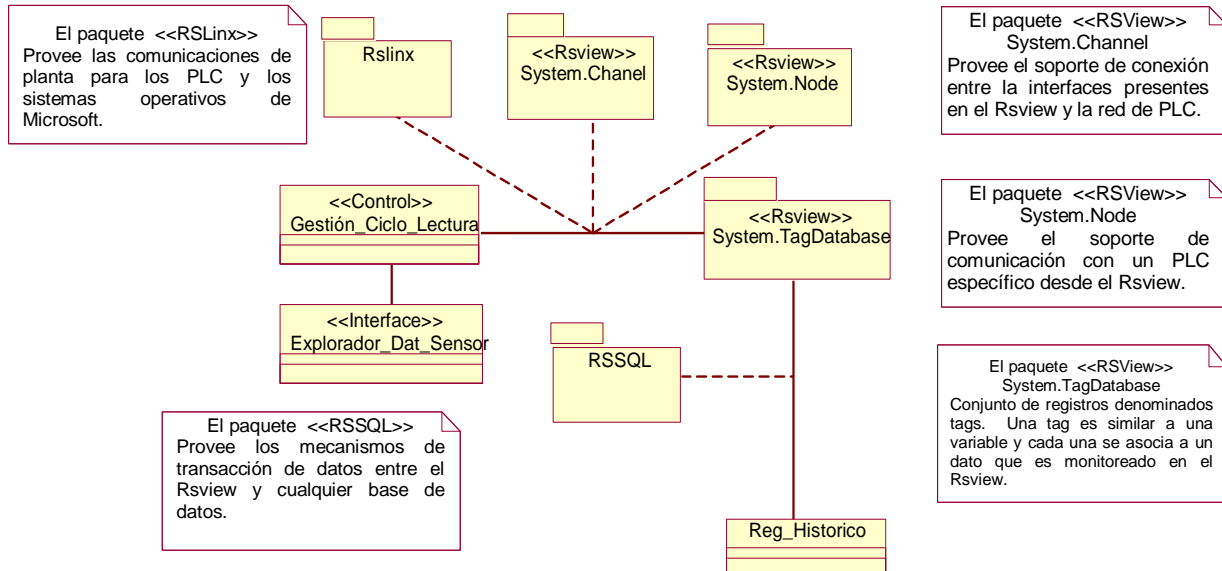 El paquete <<RSLinx>>
Provee las comunicaciones de
planta para los PLC y los
sistemas operativos de
Microsoft.
Rslinx
<<Rsview>>
System.Chanel
<<Rsview>>
System.Node
El paquete <<RSView>>
System.Channel
Provee el soporte de conexión
entre la interfaces presentes
en el Rsview y la red de PLC.
<<Control>>
Gestión_Ciclo_Lectura
<<Rsview>>
System.TagDatabase
El paquete <<RSView>>
System.Node
Provee el soporte de
comunicación con un PLC
específico desde el Rsview.
<<Interface>>
Explorador_Dat_Sensor
RSSQL
El paquete <<RSView>>
System.TagDatabase
Conjunto de registros denominados
tags. Una tag es similar a una
variable y cada una se asocia a un
dato que es monitoreado en el
Rsview.
El paquete <<RSSQL>>
Provee los mecanismos de
transacción de datos entre el
Rsview y cualquier base de
datos.
Reg_Historico